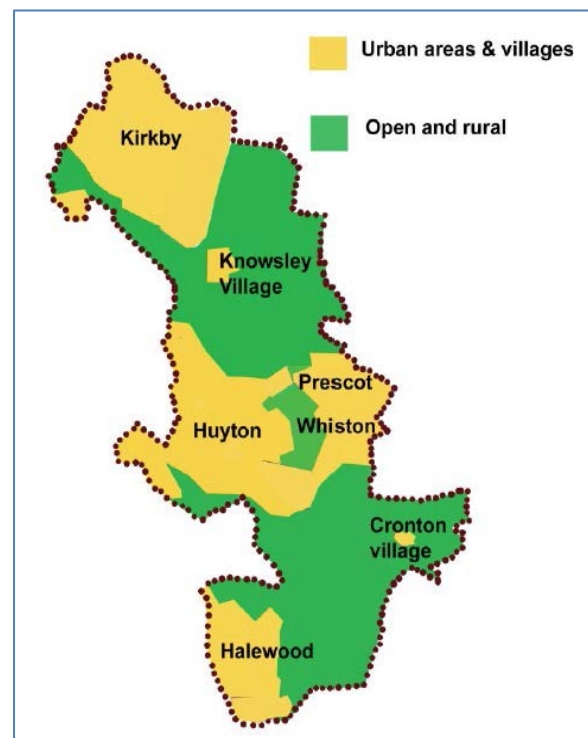 Urban areas & villages
Open and rural
Kirkby
Knowsley
Village
Prescot
Huyton
Whiston
Cronton
village
Halewood